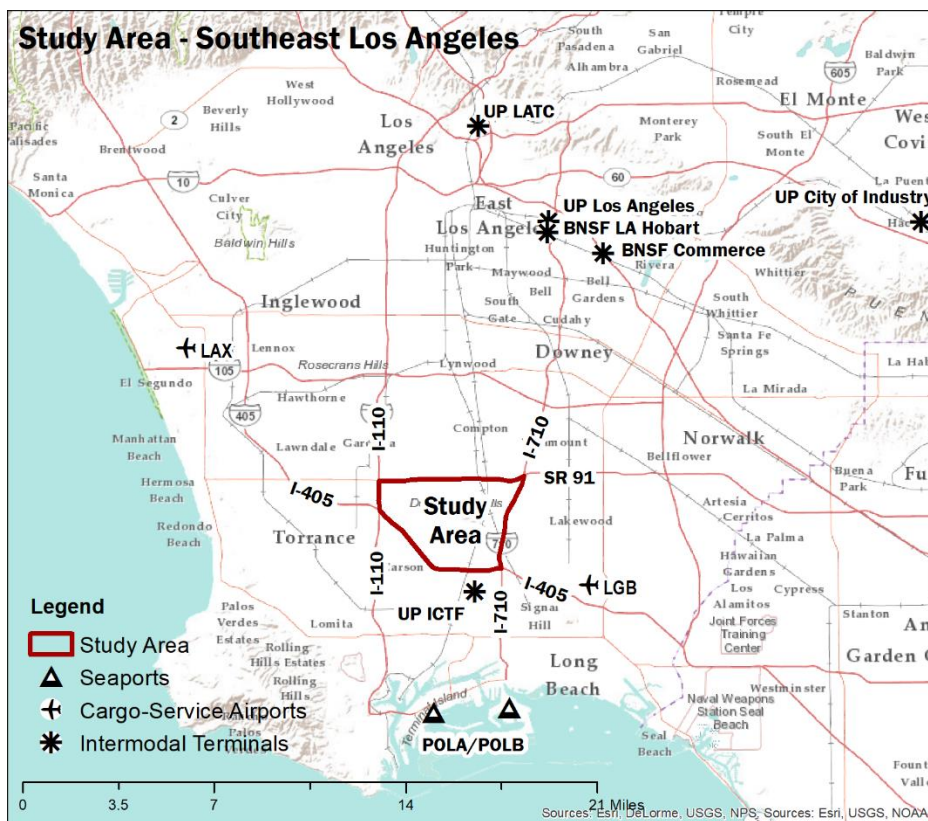 Study Area - Southeast Los Angeles
South
Pasadena
San
Gabriel
Temple
City
Baldwin
Park
Alhambra
Rosemead
605
West
Hollywood
Beverly
Hills
UP LATC
El Monte
2
Los
Angeles
Monterey
Park
Pacific
Palisades
Brentwood
South El
Monte
West
Covi
Santa
Monica
10
60
La Puente
Culver
City
East
Los Angeles
UP Los Angeles
UP City of Industry
BNSF LA Hobart
Baldwin Hills
Huntington
Park
BNSF Commerce
Maywood
Rivera
Bell
Bell
Gardens
Whittier
PUEN
Inglewood
South
Gate
Cudahy
South
Whittier
Santa Fe
Springs
LAX
Lennox
Downey
La Hab
105
Rosecrans Hills
Lynwood
El Segundo
La Mirada
Hawthorne
405
I-110
Compton
I-710
Norwalk
Manhattan
Beach
Lawndale
Bellflower
Buena
Park
Fu
Hermosa
Beach
I-405
SR 91
Study
Area
Artesia
Cerritos
Redondo
Beach
Torrance
Lakewood
La Palma
Hawaiian
Gardens
Los
Alamitos
Cypress
I-110
Carson
I-405
LGB
Legend
Palos
Verdes
Estates
Lomita
UP ICTF
I-710
Signal
Hill
Stanton
An
Study Area
Joint Forces
Training
Center
Garden G
Rolling
Hills Estates
Seaports
Rolling
Hills
Long
Beach
Cargo-Service Airports
Terminal Island
Westminster
Naval Weapons
Station Seal
Beach
Intermodal Terminals
POLA/POLB
Seal
Beach
Fount
Valley
0 3.5 7 14 21 Miles
Sources: Esri, DeLorme, USGS, NPS, Sources: Esri, USGS, NOAA